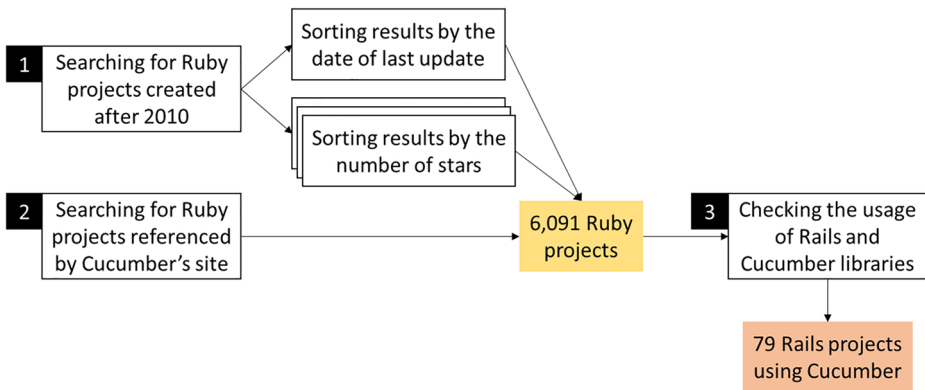 1
Searching for Ruby
projects created
after 2010
Sorting results by the
date of last update
Sorting results by the
number of stars
2
Searching for Ruby
projects referenced
by Cucumber's site
6,091 Ruby
projects
3
Checking the usage
of Rails and
Cucumber libraries
79 Rails projects
using Cucumber